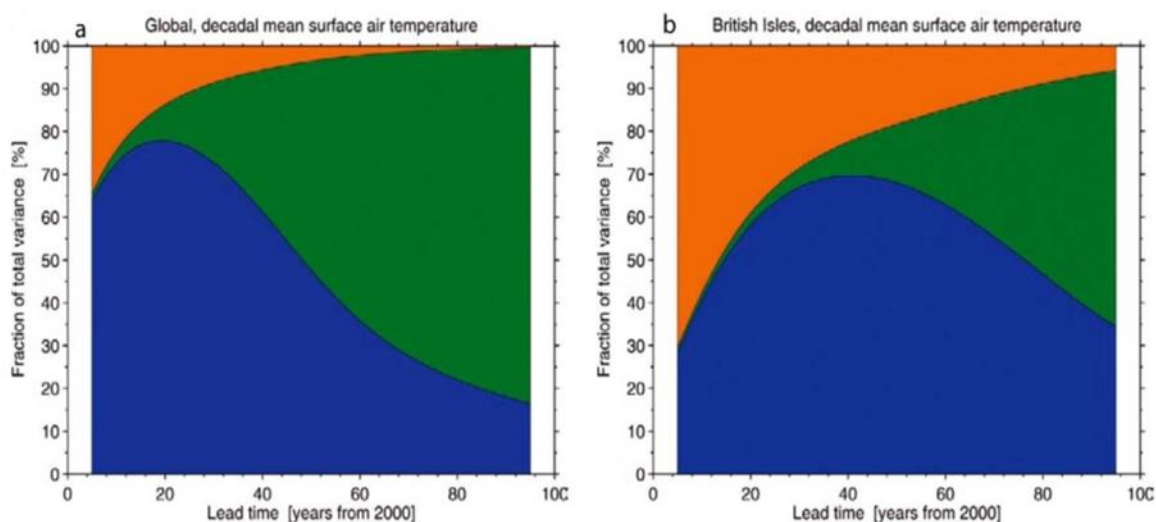 a
Global, decadal mean surface air temperature
100
90
80
70
60
50
40
30
20
10
0
Fraction of total variance [%]
0 20 40 60 80 100
Lead time [years from 2000]
b
British Isles, decadal mean surface air temperature
100
90
80
70
60
50
40
30
20
10
0
Fraction of total variance [%]
0 20 40 60 80 100
Lead time [years from 2000]